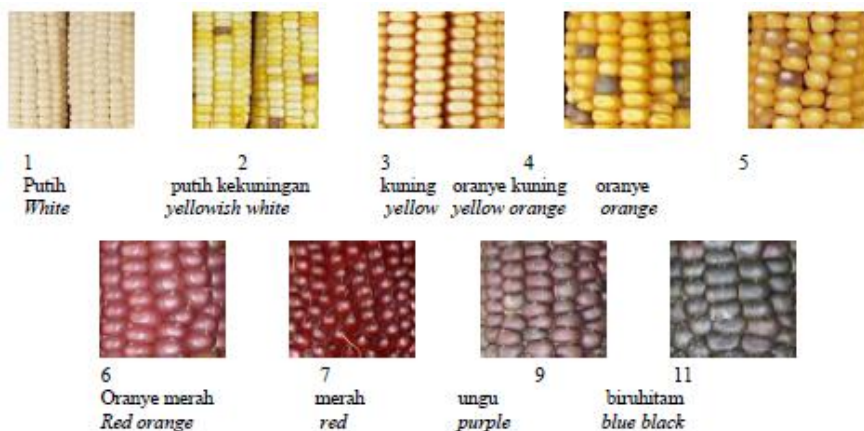 1 2 3 4 5
Putih putih kekuningan kuning oranye kuning oranye
White yellowish white yellow yellow orange orange
6 7 9 11
Oranye merah merah ungu biruhitam
Red orange red purple blue black